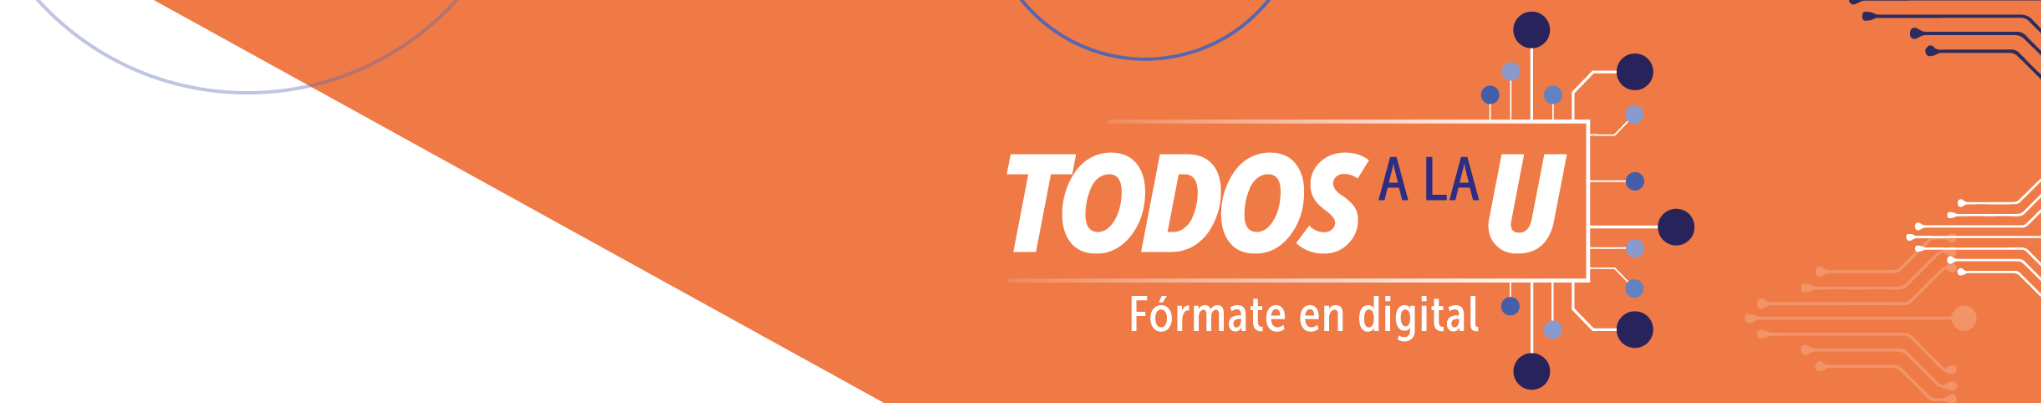 TODOS A LA U
Fórmate en digital